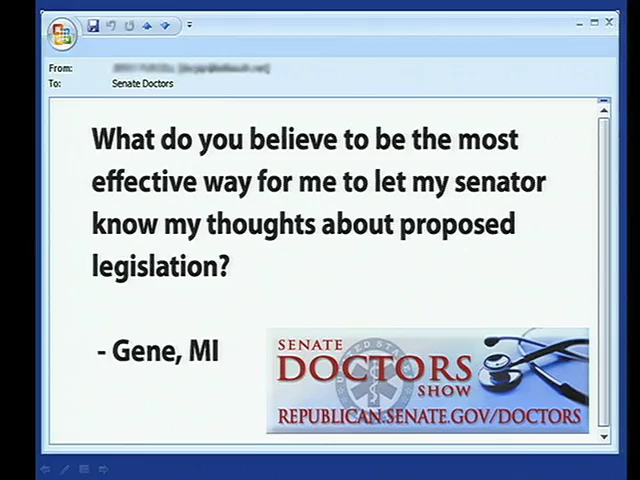 From:
To: Senate Doctors
What do you believe to be the most
effective way for me to let my senator
know my thoughts about proposed
legislation?
- Gene, MI
SENATE
DOCTORS
SHOW
REPUBLICAN.SENATE.GOV/DOCTORS